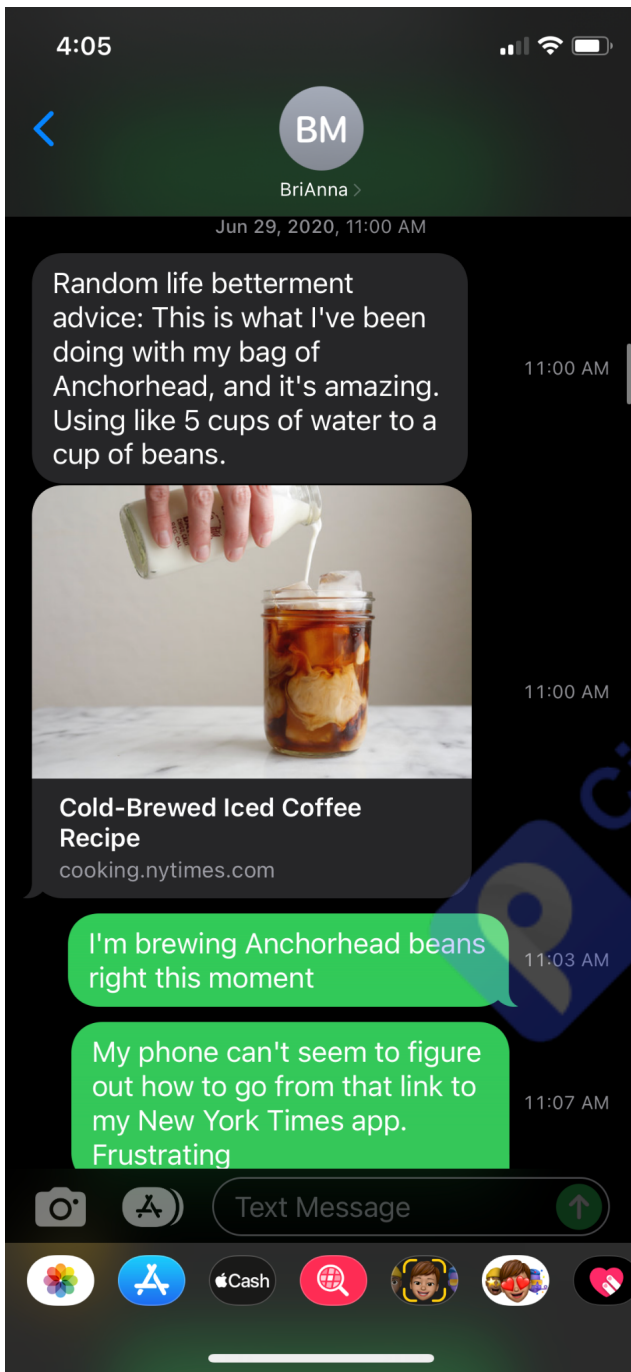 4:05
BM
BriAnna >
Jun 29, 2020, 11:00 AM
Random life betterment
advice: This is what I've been
doing with my bag of
Anchorhead, and it's amazing.
Using like 5 cups of water to a
cup of beans.
11:00 AM
11:00 AM
Cold-Brewed Iced Coffee
Recipe
cooking.nytimes.com
I'm brewing Anchorhead beans
right this moment
11:03 AM
My phone can't seem to figure
out how to go from that link to
my New York Times app.
Frustrating
11:07 AM
Text Message
Cash